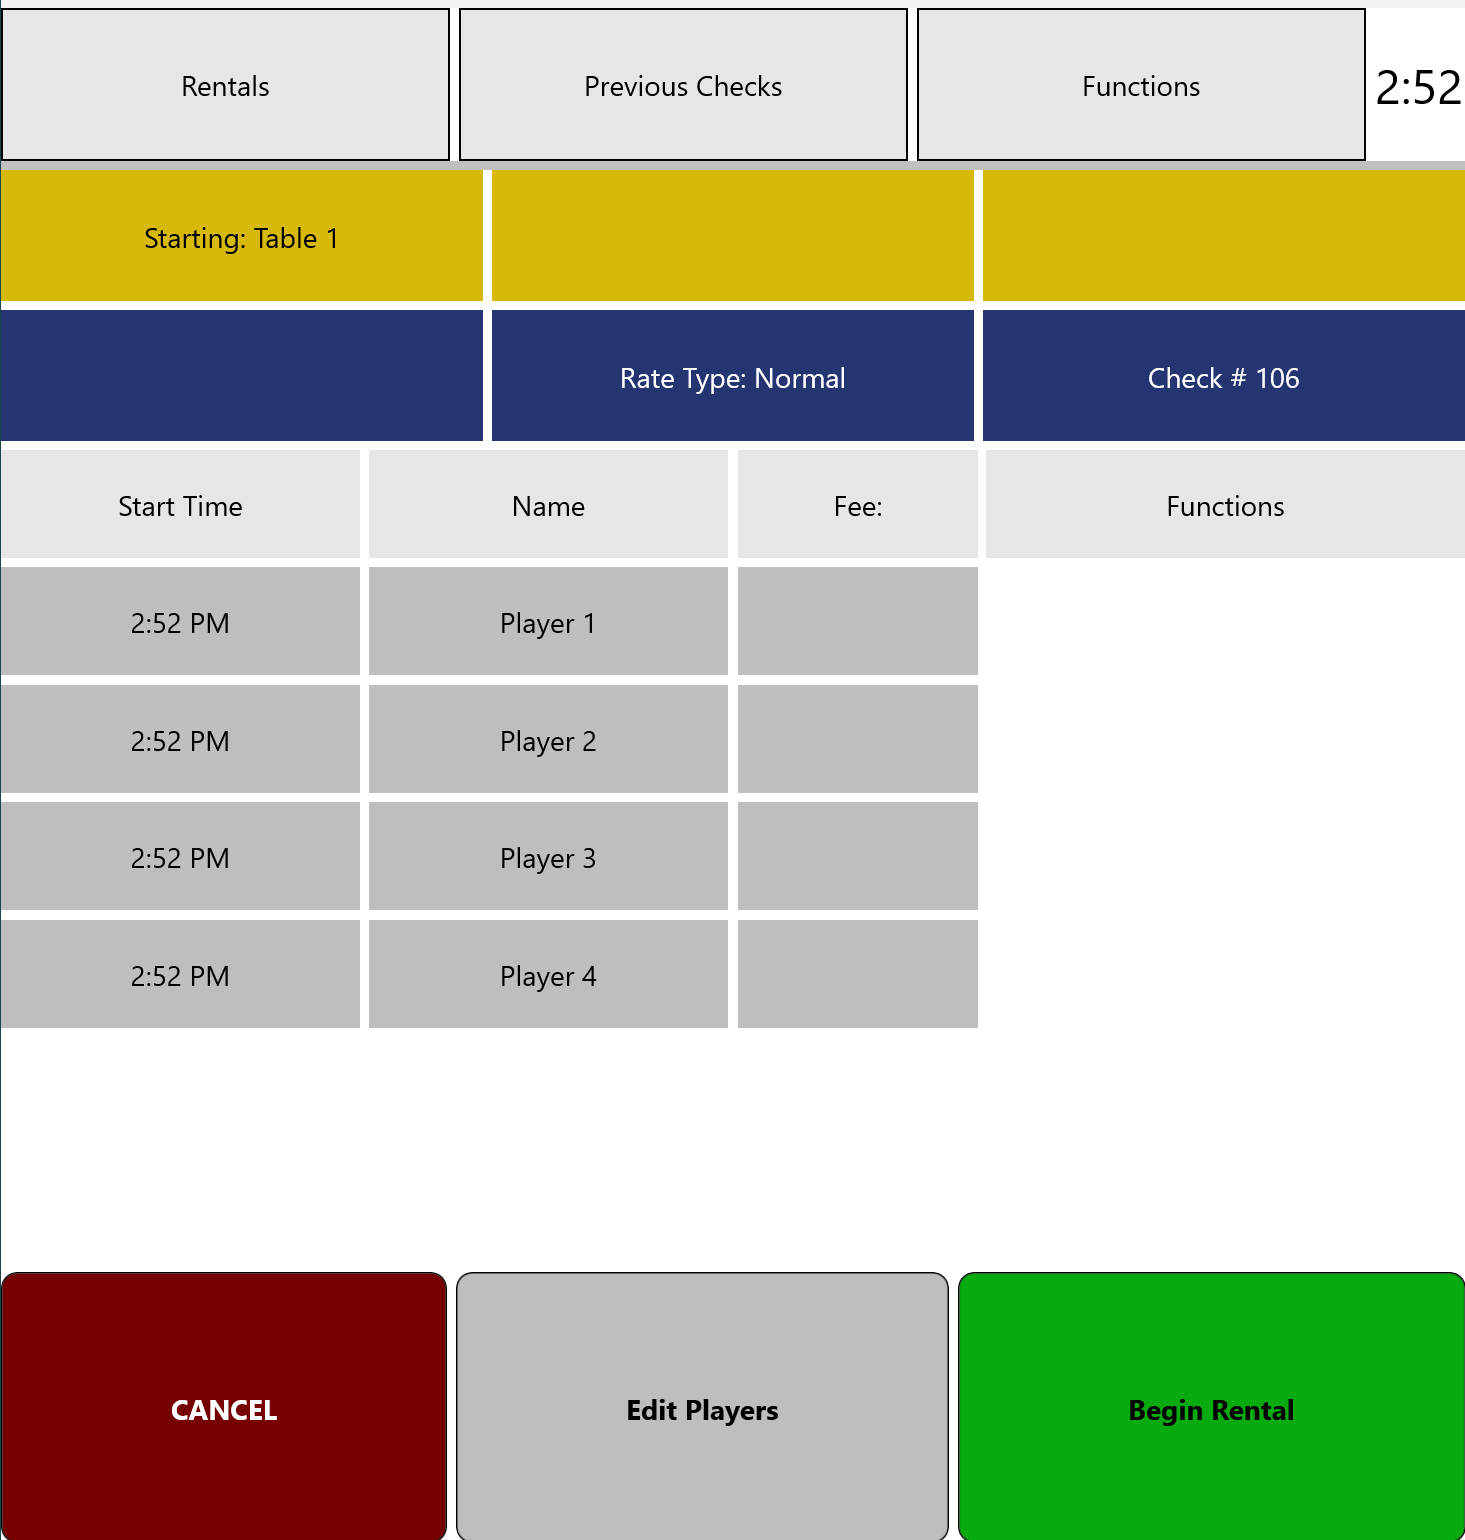 Rentals
Previous Checks
Functions
2:52
Starting: Table 1
Rate Type: Normal
Check # 106
Start Time
Name
Fee:
Functions
2:52 PM
Player 1
2:52 PM
Player 2
2:52 PM
Player 3
2:52 PM
Player 4
CANCEL
Edit Players
Begin Rental